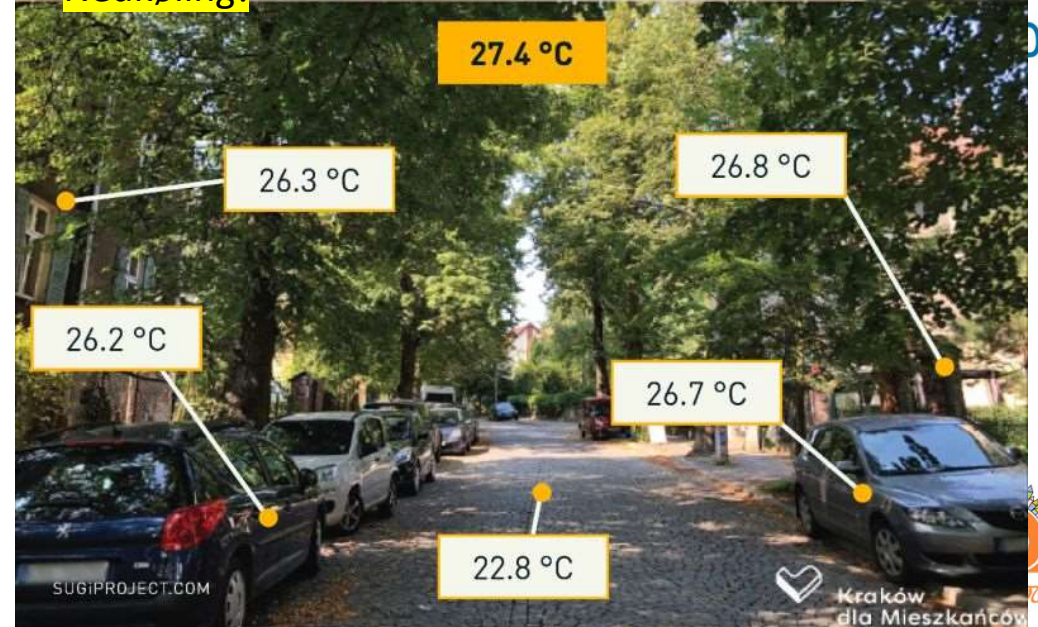 27.4 °C
26.3 °C
26.8 °C
26.2 °C
26.7 °C
22.8 °C
SUGiPROJECT.COM
Kraków
dla Mieszkańców